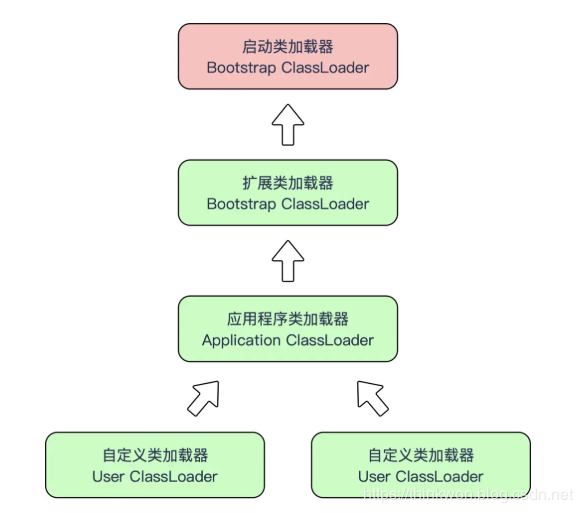 启动类加载器
Bootstrap ClassLoader
扩展类加载器
Bootstrap ClassLoader
应用程序类加载器
Application ClassLoader
自定义类加载器
User ClassLoader
自定义类加载器
User ClassLoader
https://thinkwon.blog.csdn.net